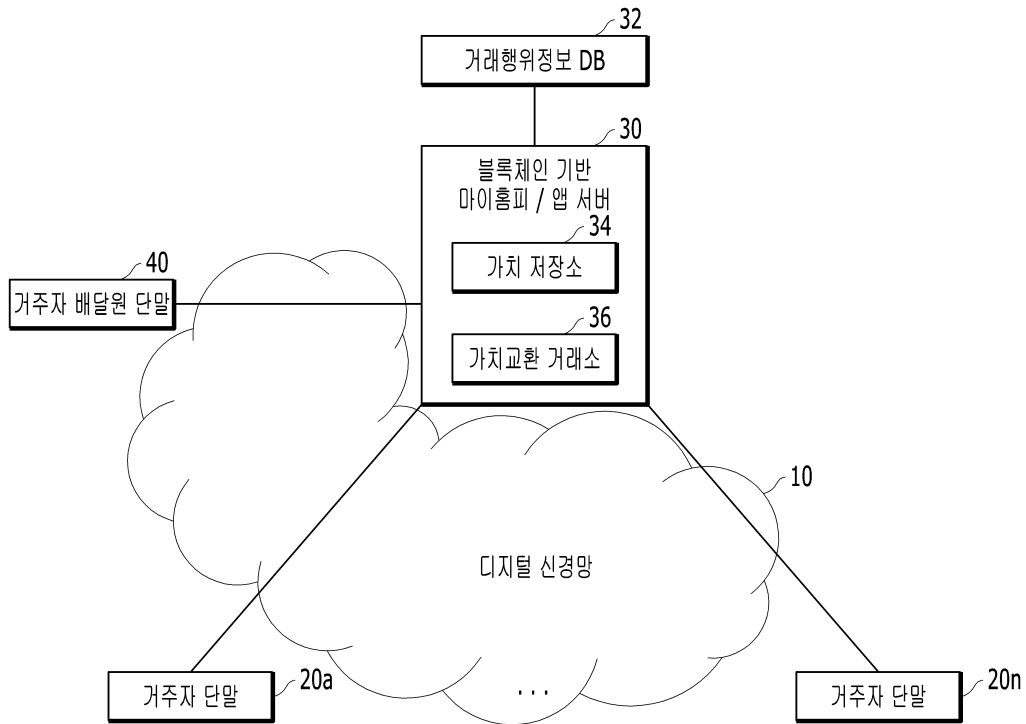 32
거래행위정보 DB
30
블록체인 기반
마이홈피 / 앱 서버
34
가치 저장소
40
거주자 배달원 단말
36
가치교환 거래소
10
디지털 신경망
거주자 단말
20a
...
거주자 단말
20n